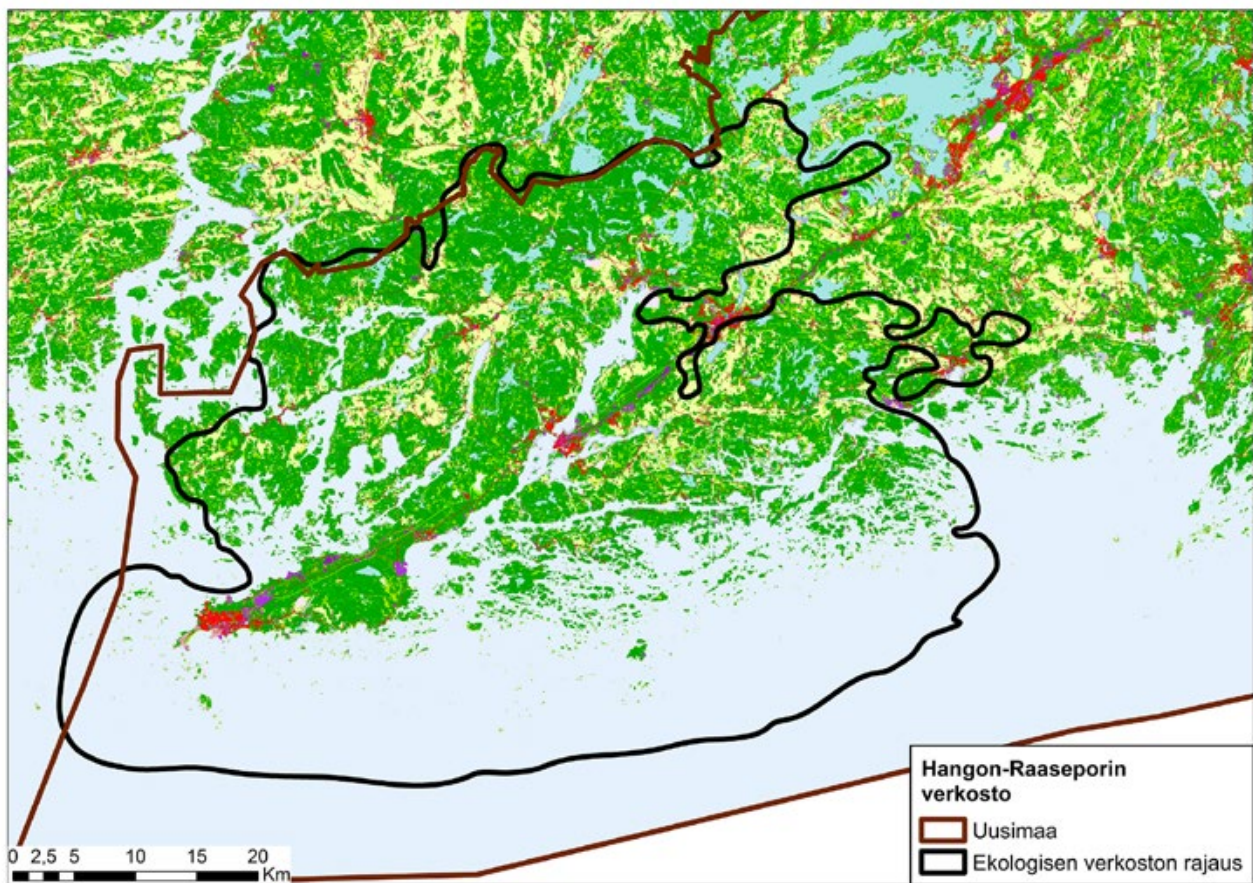 Hangon-Raaseporin
verkosto
Uusimaa
Ekologisen verkoston rajaus
0 2,5 5 10 15 20
Km